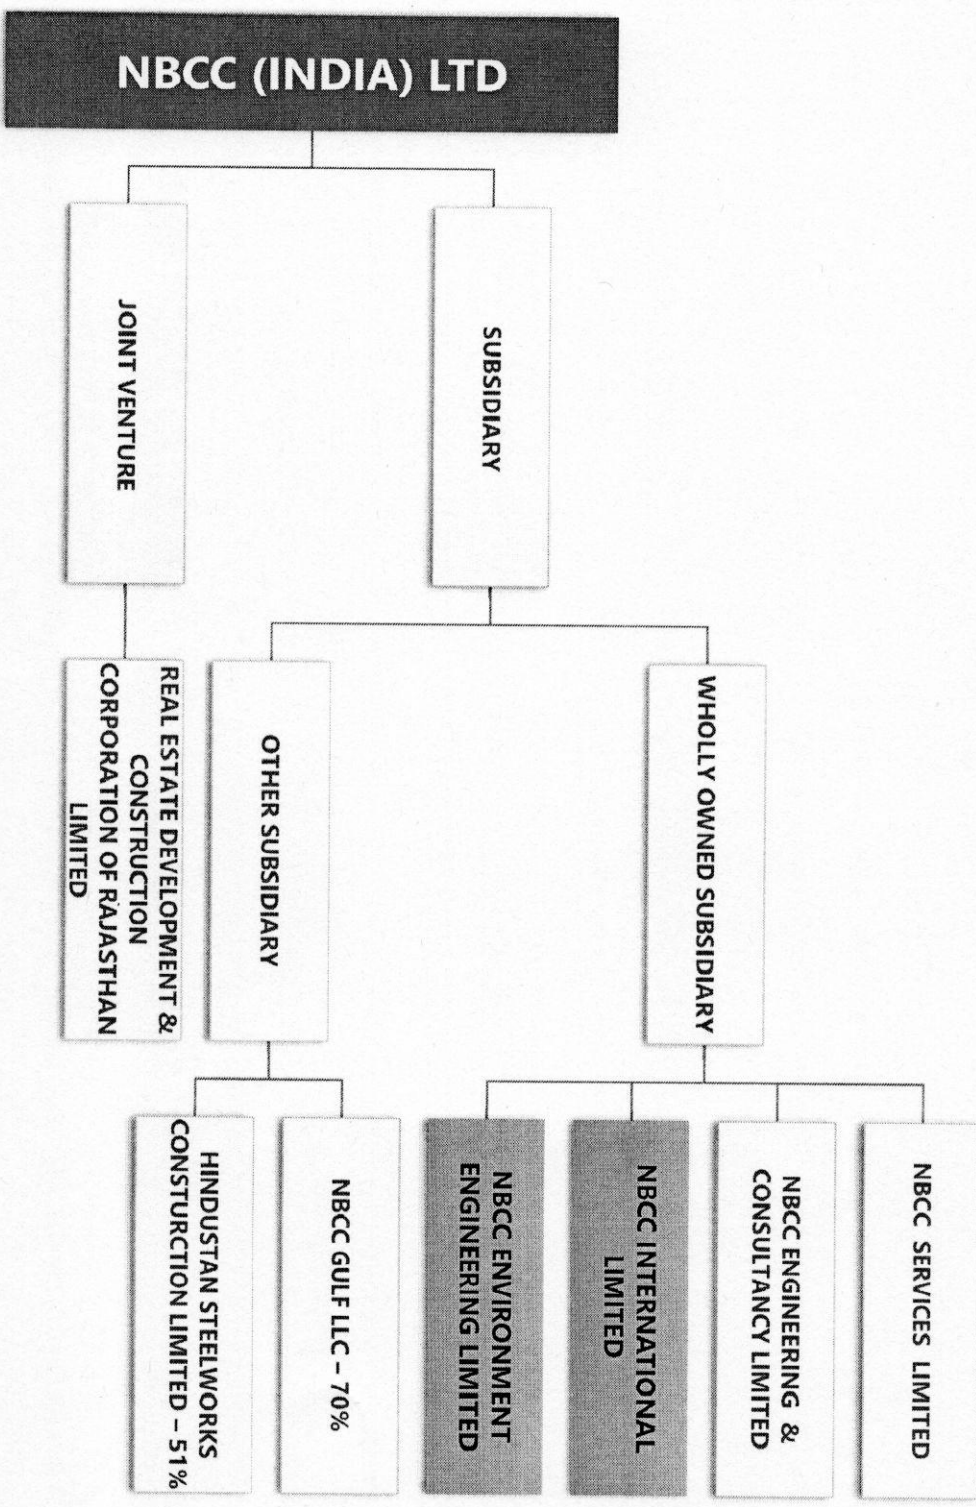 NBCC (INDIA) LTD
SUBSIDIARY
JOINT VENTURE
WHOLLY OWNED SUBSIDIARY
OTHER SUBSIDIARY
REAL ESTATE DEVELOPMENT &
CONSTRUCTION
CORPORATION OF RAJASTHAN
LIMITED
NBCC SERVICES LIMITED
NBCC ENGINEERING &
CONSULTANCY LIMITED
NBCC INTERNATIONAL
LIMITED
NBCC ENVIRONMENT
ENGINEERING LIMITED
NBCC GULF LLC – 70%
HINDUSTAN STEELWORKS
CONSTURCTION LIMITED – 51%